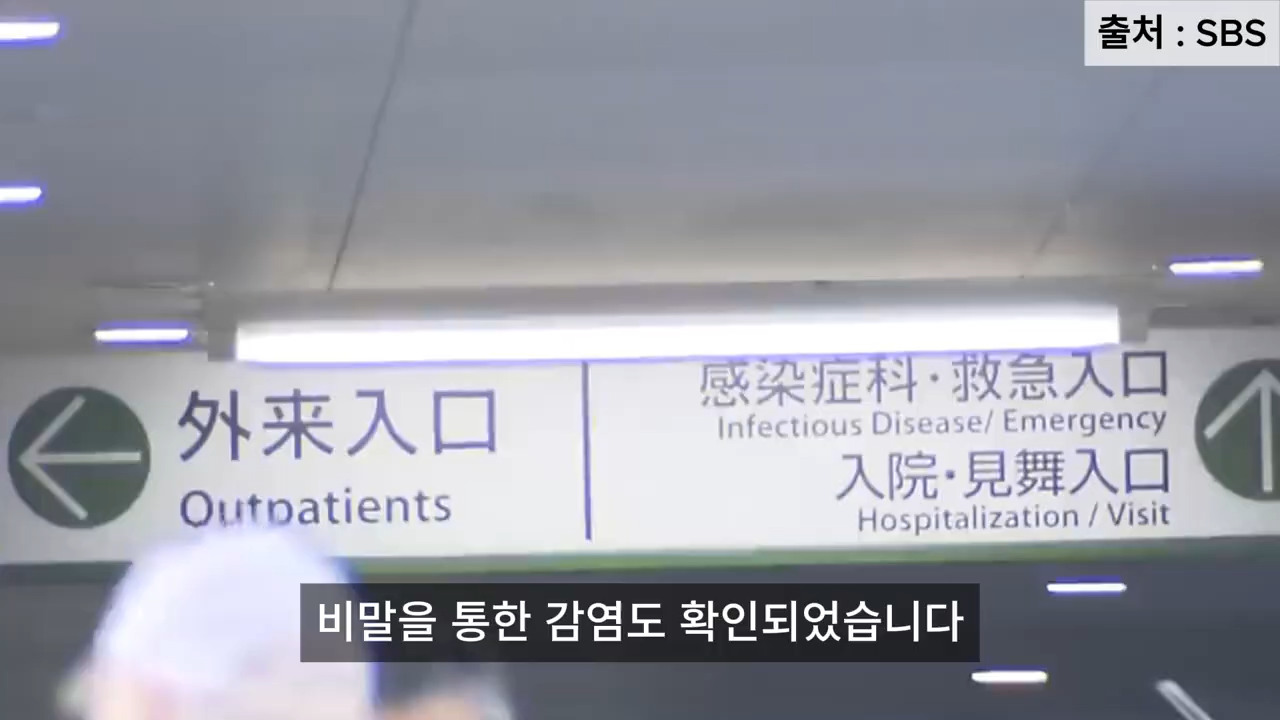 출처 : SBS
外来入口
Outpatients
感染症科・救急入口
Infectious Disease/ Emergency
入院・見舞入口
Hospitalization / Visit
비말을 통한 감염도 확인되었습니다